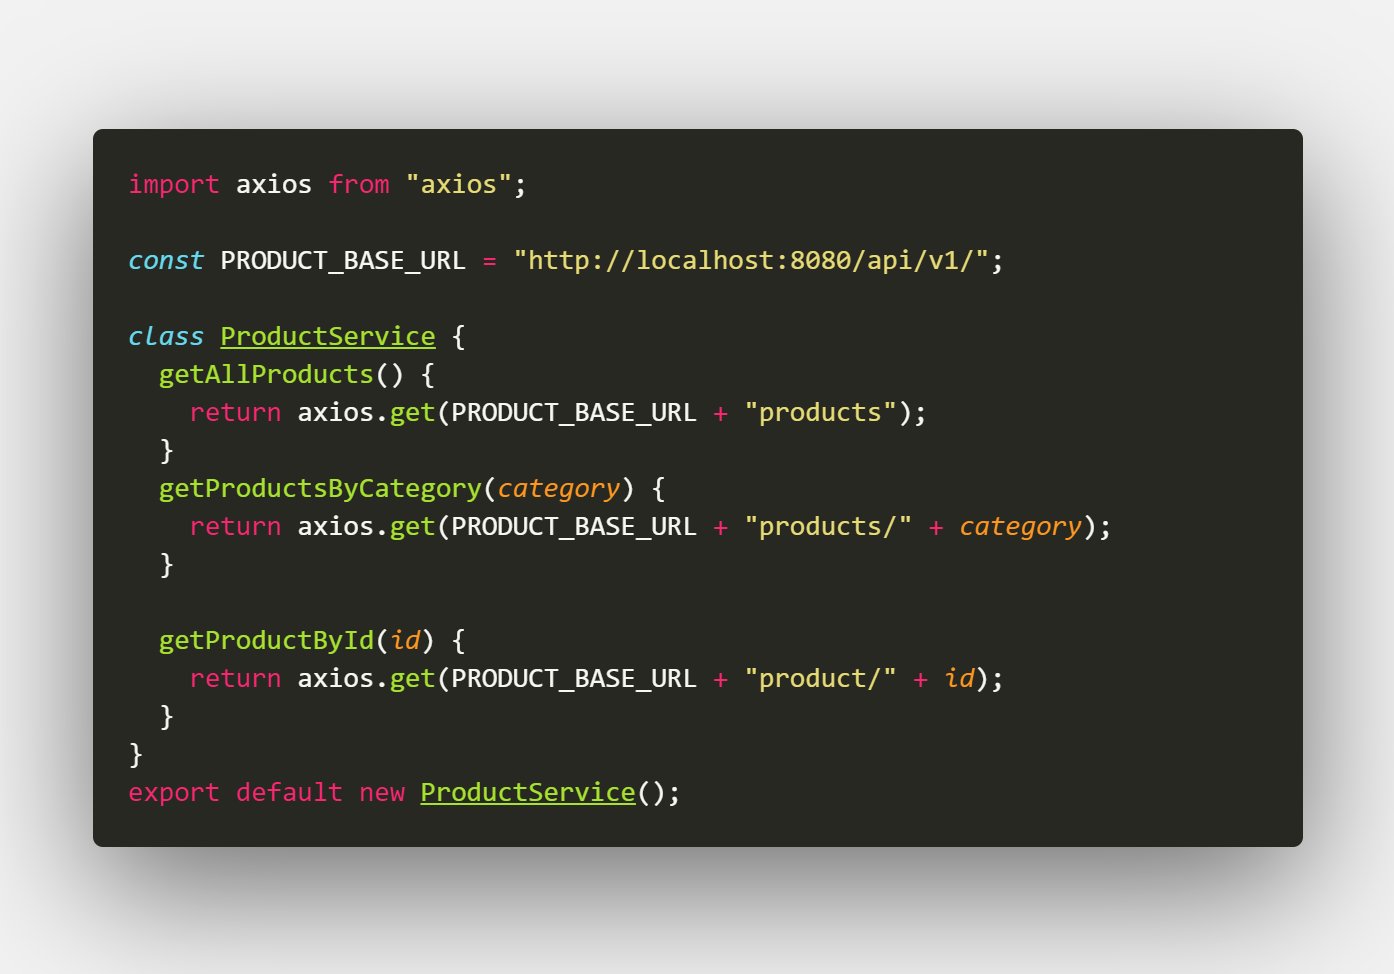 import axios from "axios";
const PRODUCT_BASE_URL = "http://localhost:8080/api/v1/";
class ProductService {
  getAllProducts() {
    return axios.get(PRODUCT_BASE_URL + "products");
  }
  getProductsByCategory(category) {
    return axios.get(PRODUCT_BASE_URL + "products/" + category);
  }
  getProductById(id) {
    return axios.get(PRODUCT_BASE_URL + "product/" + id);
  }
}
export default new ProductService();